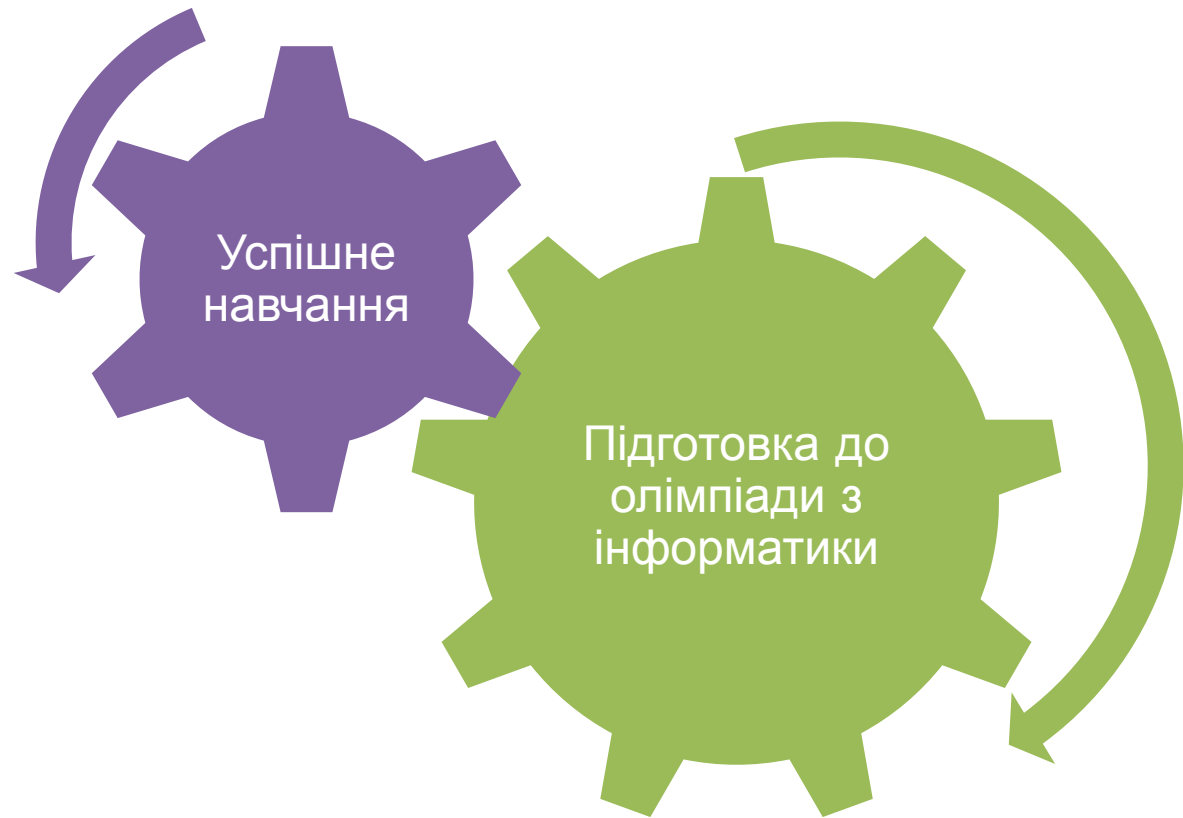 Успішне
навчання
Підготовка до
олімпіади з
інформатики